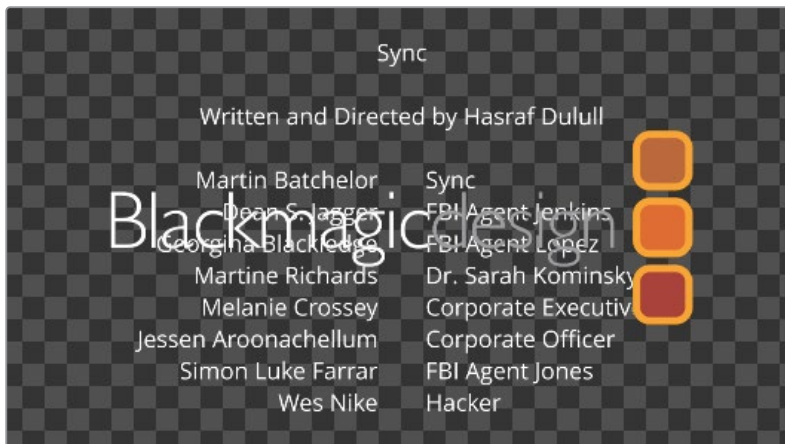 Sync
Written and Directed by Hasraf Dulull
Martin Batchelor Sync
Dean S. Jagger FBI Agent Jenkins
Blackmagicdesign
Georgina Blackledge FBI Agent Lopez
Martine Richards Dr. Sarah Kominsky
Melanie Crossey Corporate Executiv
Jessen Aroonachellum Corporate Officer
Simon Luke Farrar FBI Agent Jones
Wes Nike Hacker